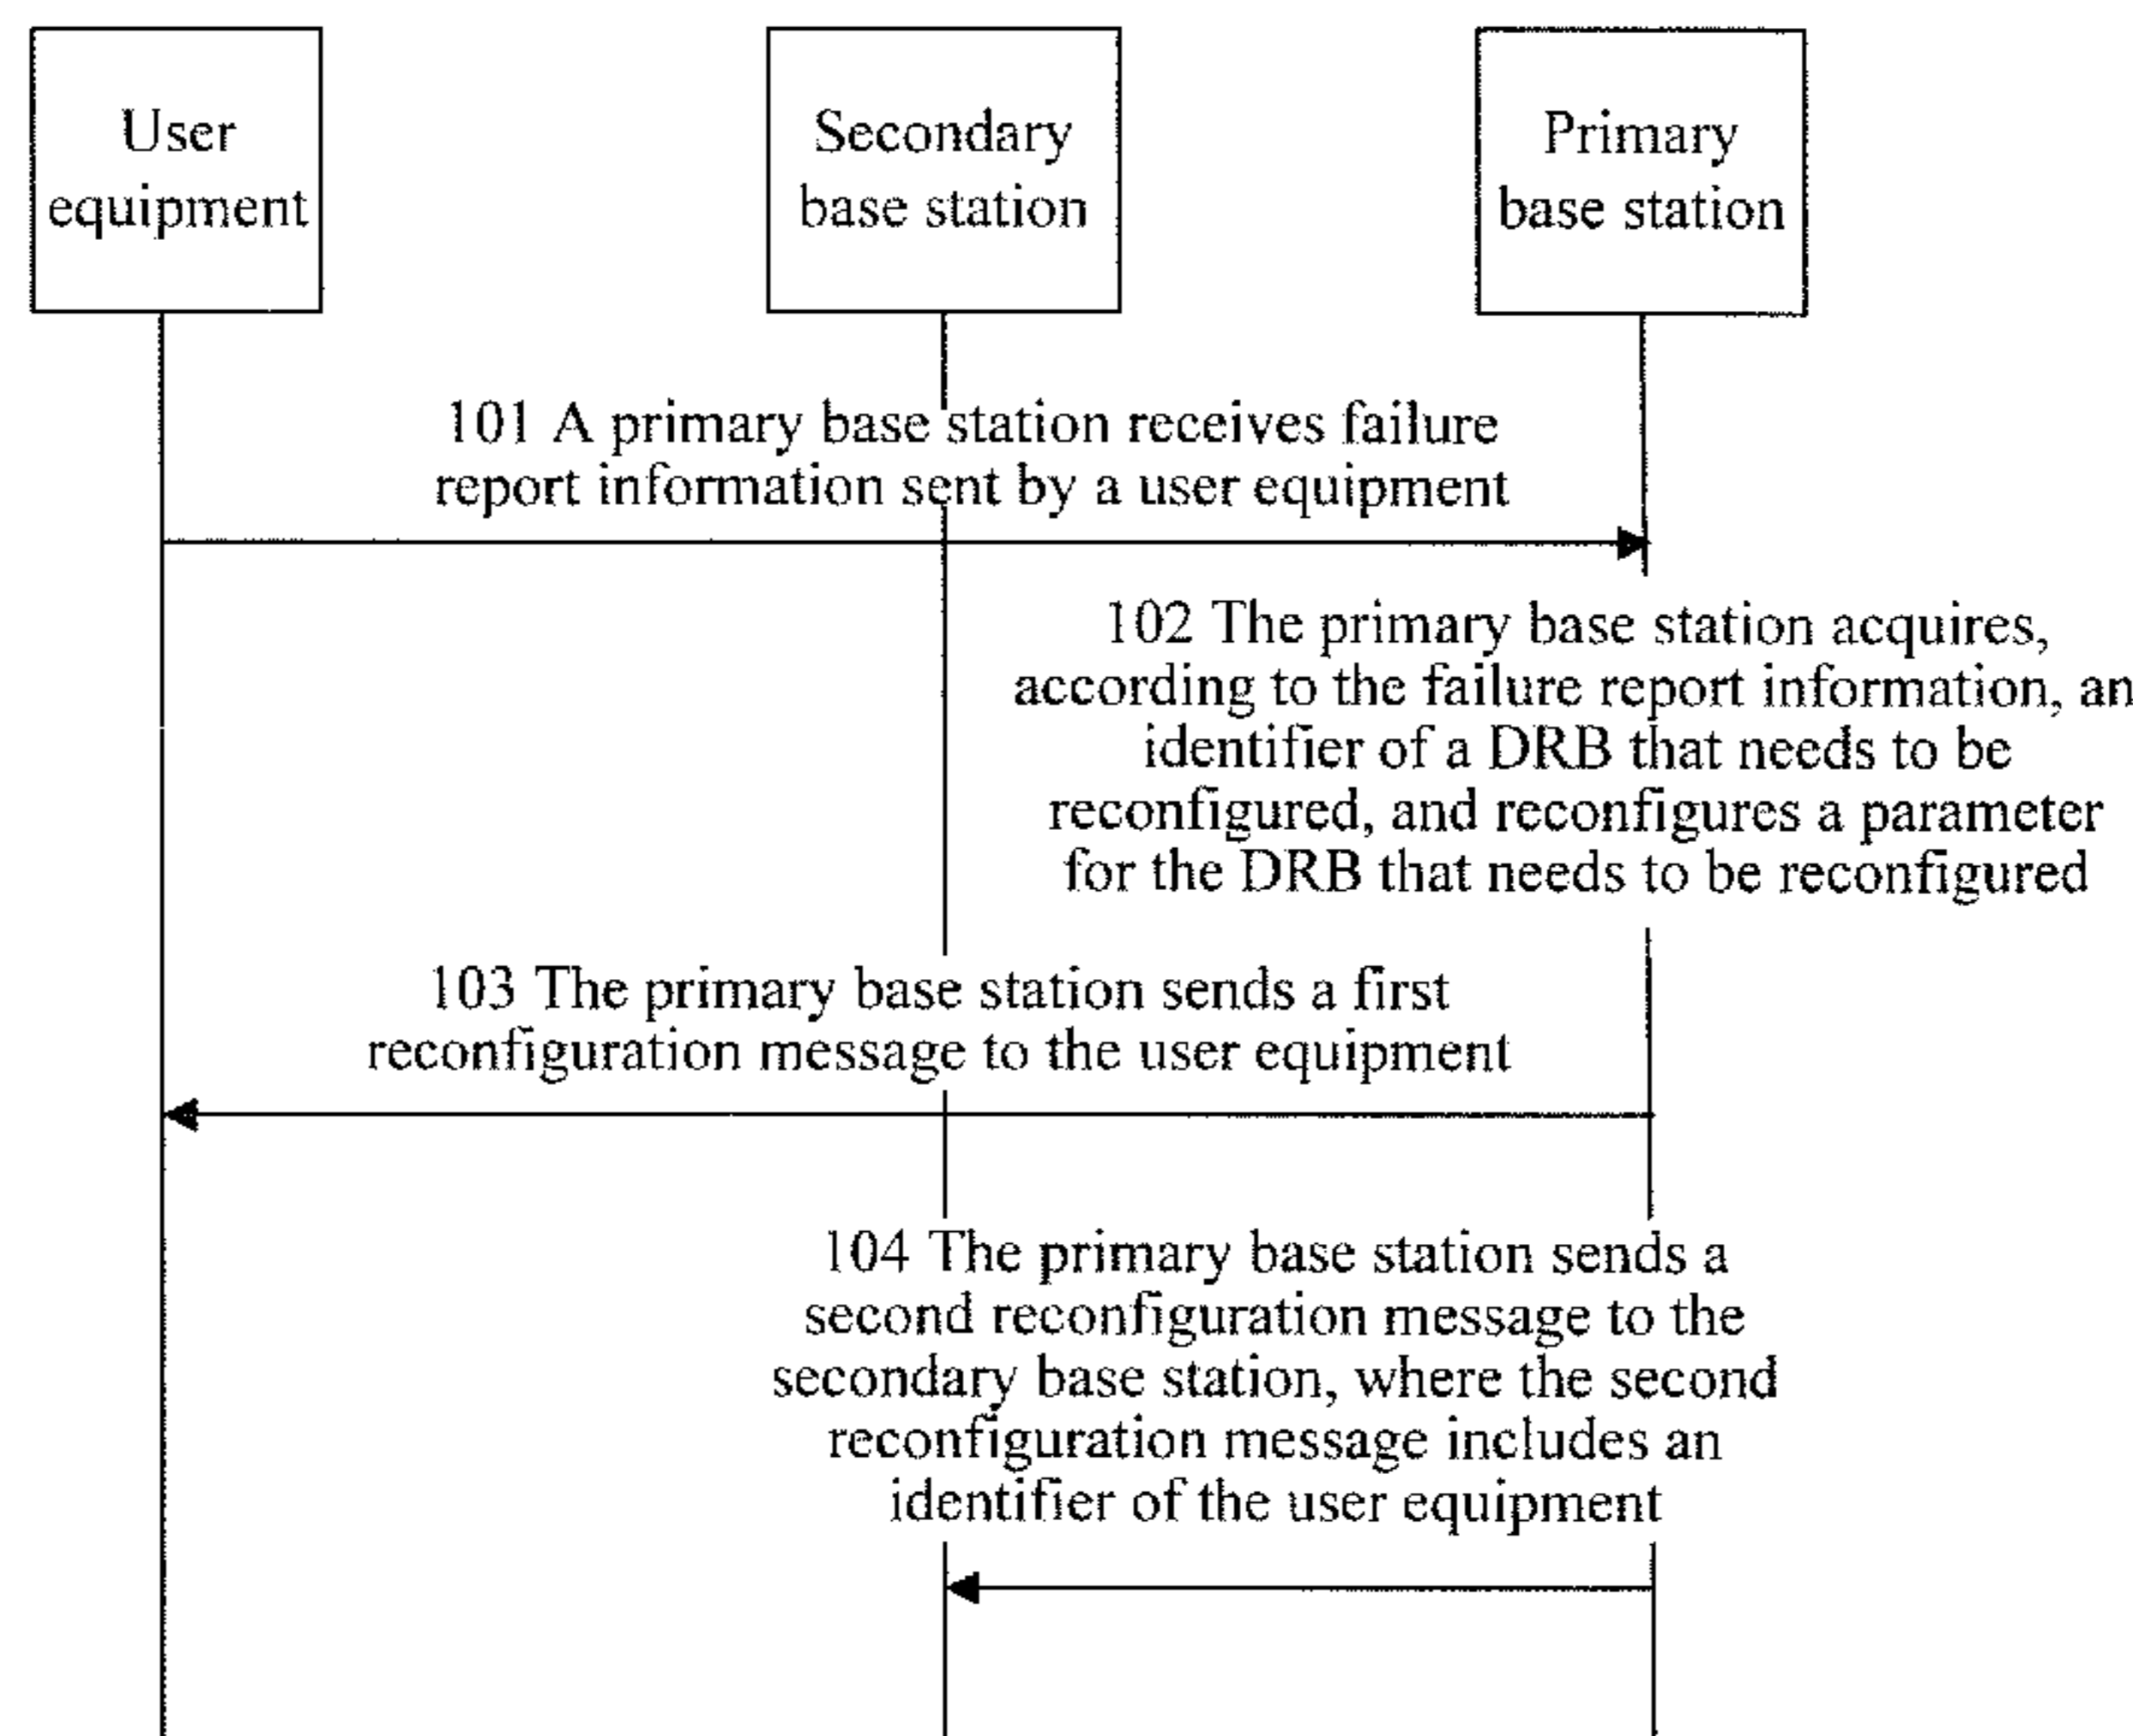 User
equipment
Secondary
base station
Primary
base station
101 A primary base station receives failure
report information sent by a user equipment
102 The primary base station acquires,
according to the failure report information, an
identifier of a DRB that needs to be
reconfigured, and reconfigures a parameter
for the DRB that needs to be reconfigured
103 The primary base station sends a first
reconfiguration message to the user equipment
104 The primary base station sends a
second reconfiguration message to the
secondary base station, where the second
reconfiguration message includes an
identifier of the user equipment